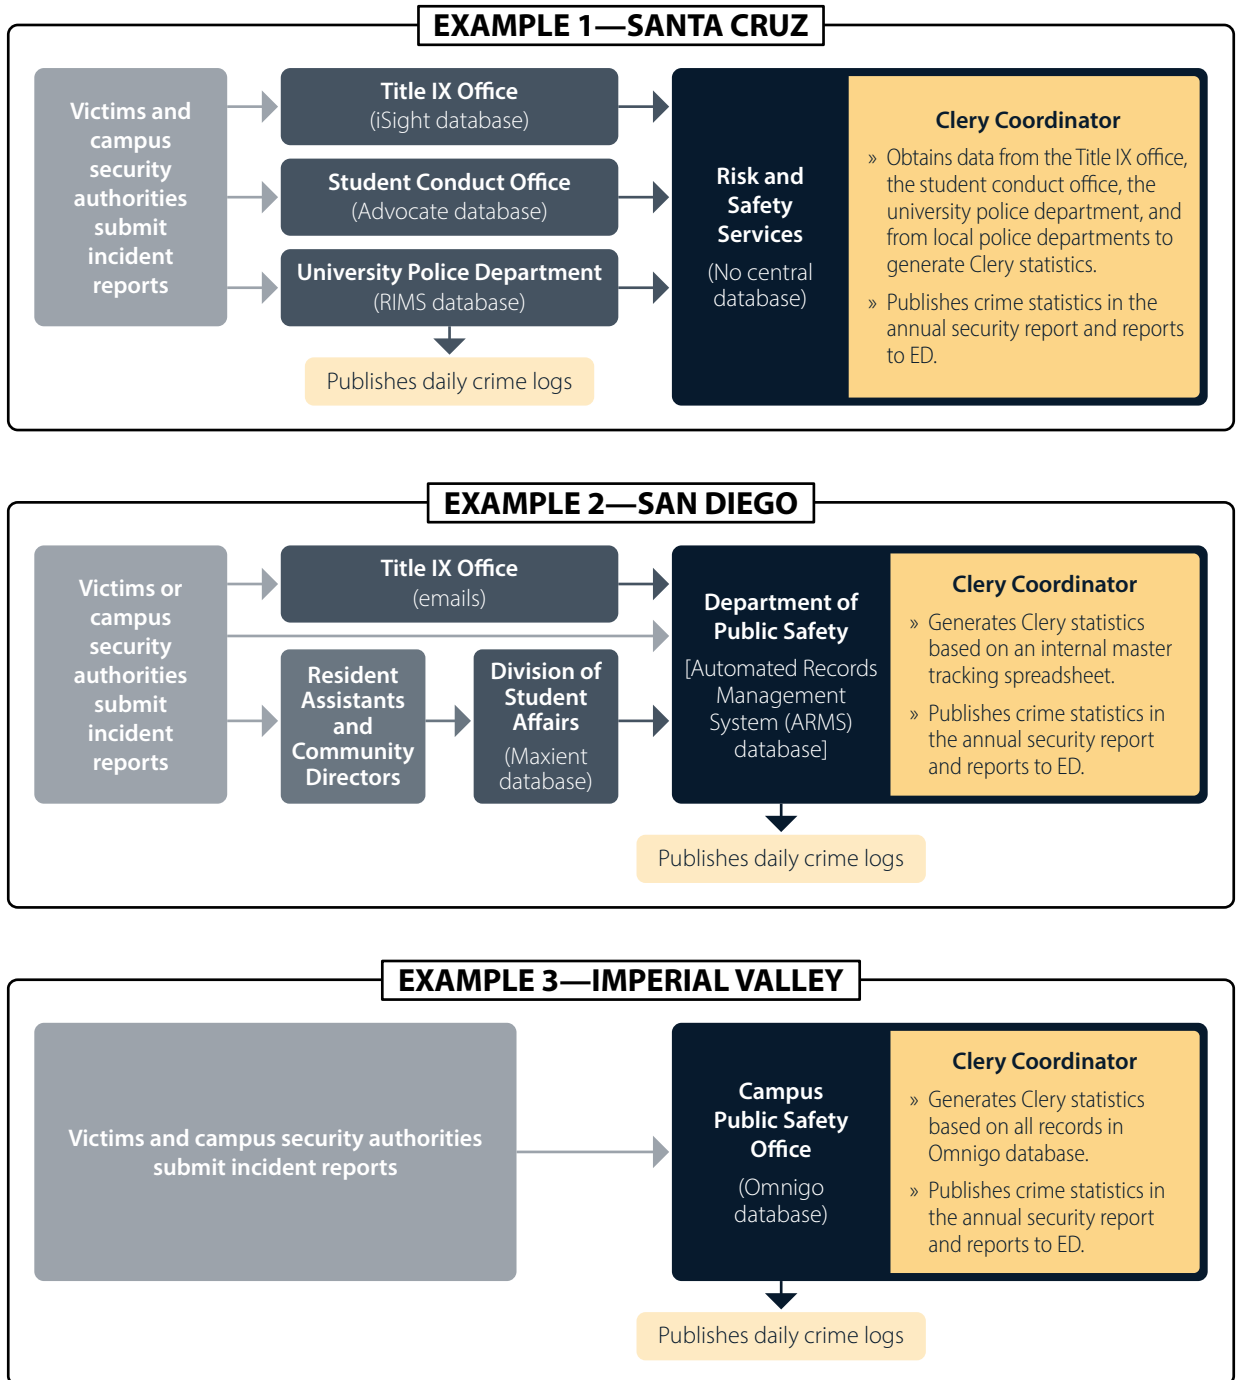 EXAMPLE 1—SANTA CRUZ
Victims and
campus
security
authorities
submit
incident
reports
Title IX Office
(iSight database)
Student Conduct Office
(Advocate database)
University Police Department
(RIMS database)
Publishes daily crime logs
Risk and
Safety
Services
(No central
database)
Clery Coordinator
» Obtains data from the Title IX office,
the student conduct office, the
university police department, and
from local police departments to
generate Clery statistics.
» Publishes crime statistics in the
annual security report and reports
to ED.
EXAMPLE 2—SAN DIEGO
Victims or
campus
security
authorities
submit
incident
reports
Title IX Office
(emails)
Resident
Assistants
and
Community
Directors
Division of
Student
Affairs
(Maxient
database)
Department of
Public Safety
[Automated Records
Management
System (ARMS)
database]
Clery Coordinator
» Generates Clery statistics
based on an internal master
tracking spreadsheet.
» Publishes crime statistics in
the annual security report
and reports to ED.
Publishes daily crime logs
EXAMPLE 3—IMPERIAL VALLEY
Victims and campus security authorities
submit incident reports
Campus
Public Safety
Office
(Omnigo
database)
Clery Coordinator
» Generates Clery statistics
based on all records in
Omnigo database.
» Publishes crime statistics in
the annual security report
and reports to ED.
Publishes daily crime logs